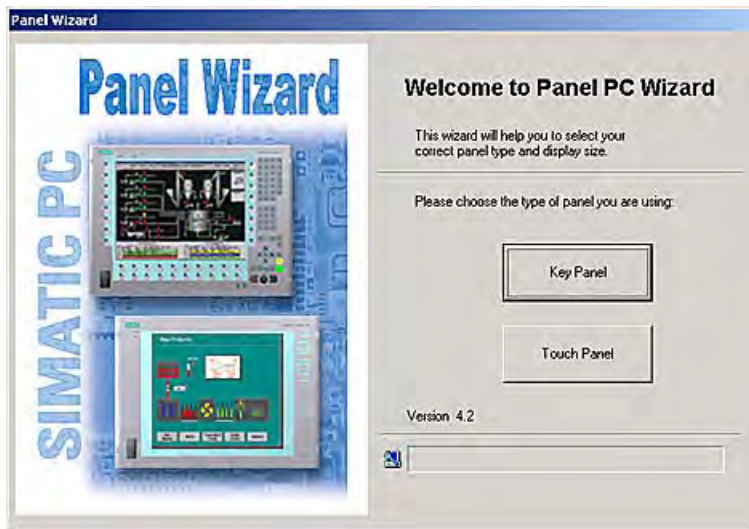 Panel Wizard
Panel Wizard
SIMATIC PC
Welcome to Panel PC Wizard
This wizard will help you to select your
correct panel type and display size.
Please choose the type of panel you are using:
Key Panel
Touch Panel
Version 4.2